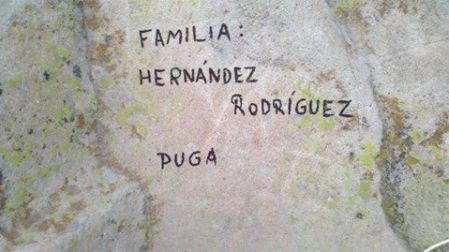 FAMILIA:
HERNÁNDEZ
RODRÍGUEZ
PUGA